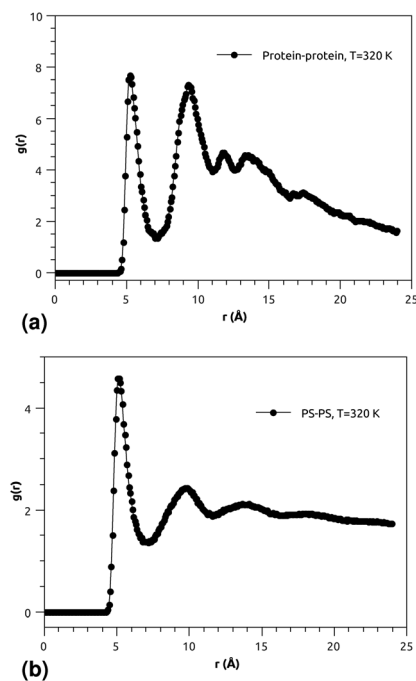 10
8
6
4
2
0
g(r)
Protein-protein, T=320 K
0 5 10 15 20 25
r (Å)
(a)
4
2
0
g(r)
PS-PS, T=320 K
0 5 10 15 20 25
r (Å)
(b)